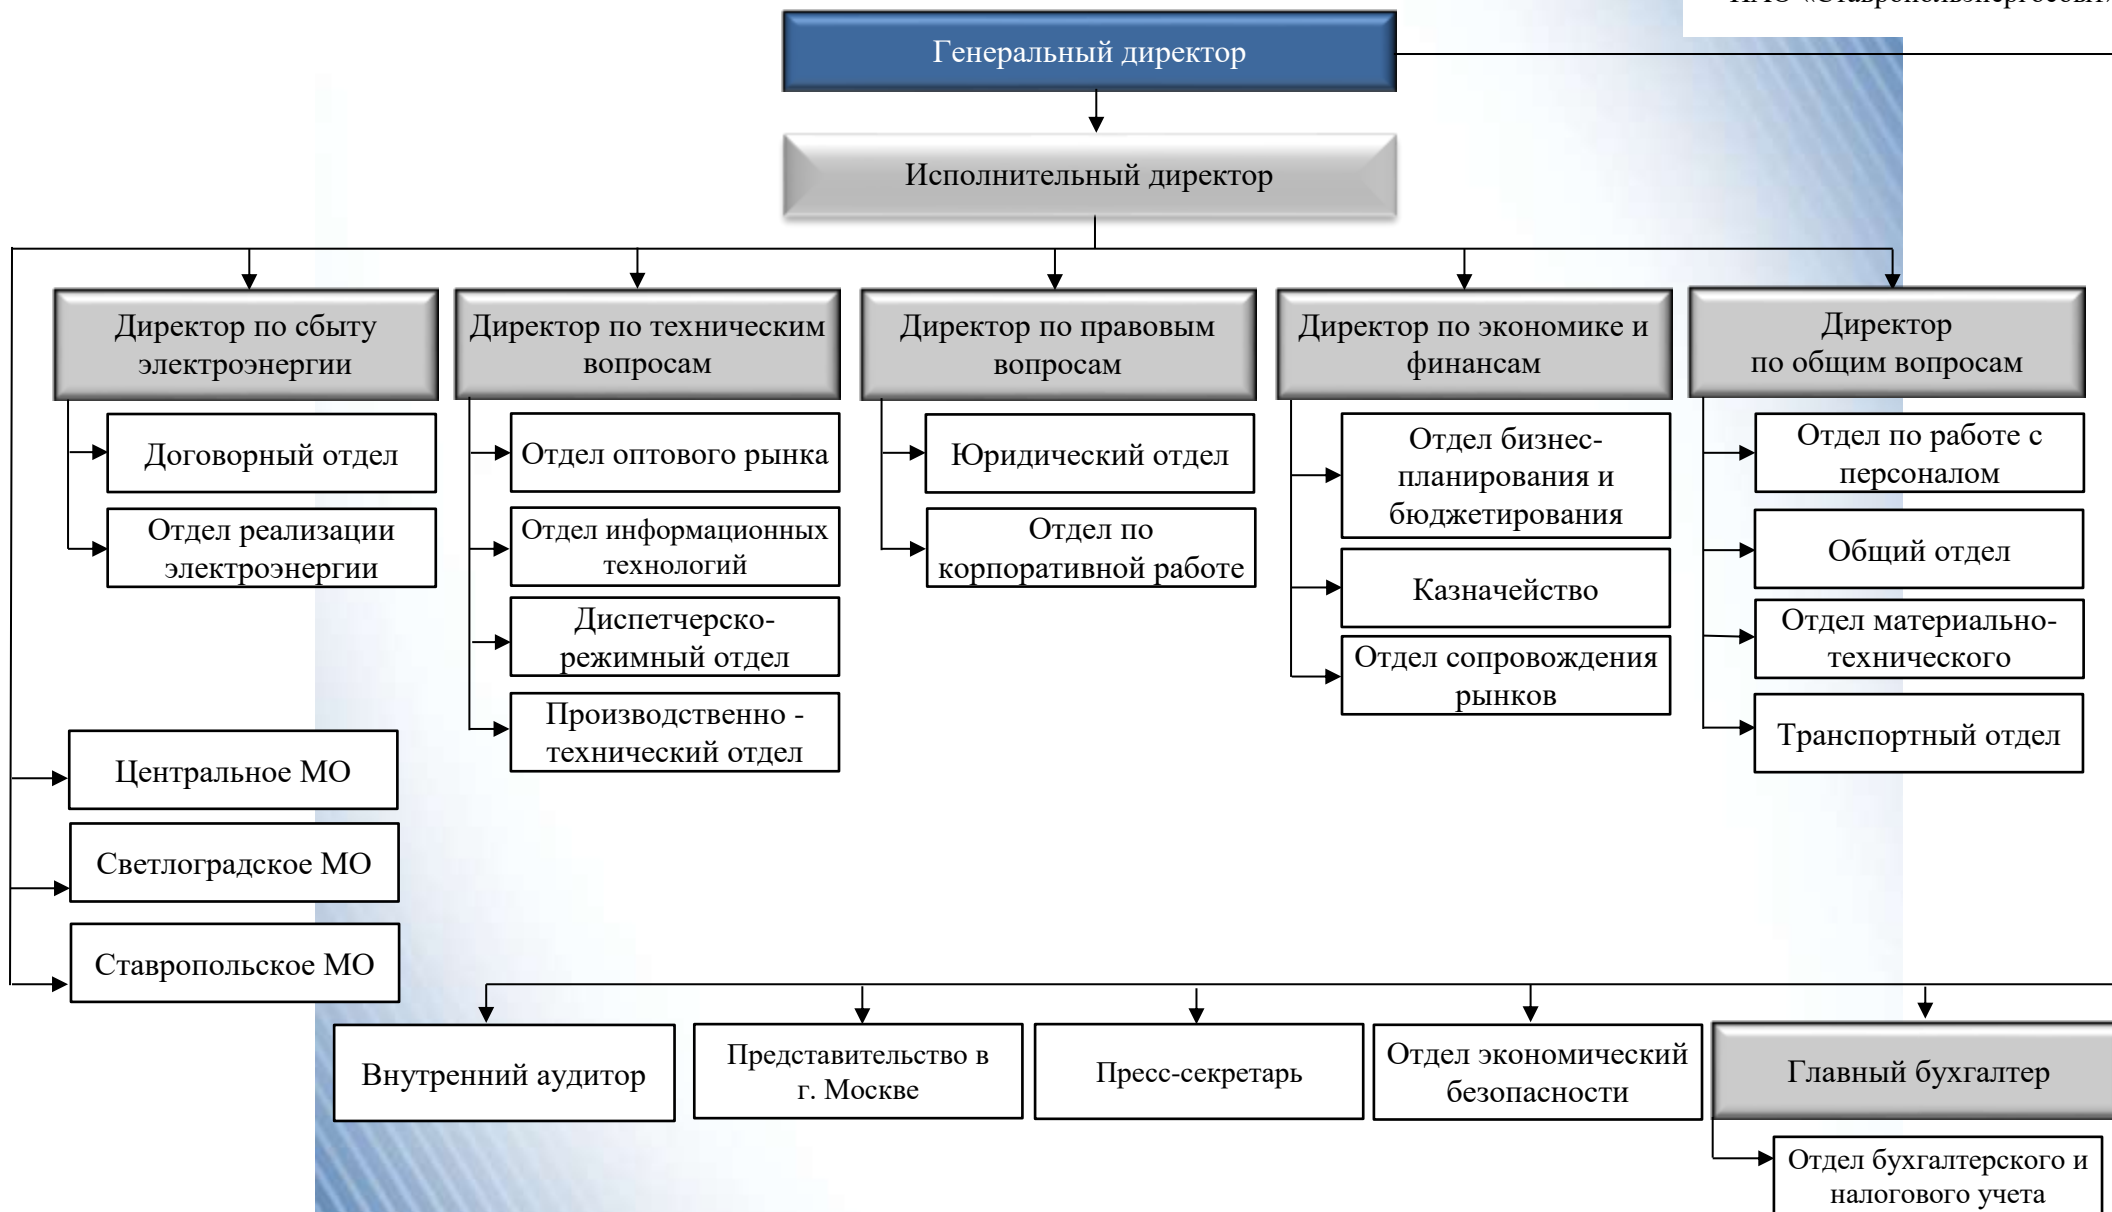 ПАО «Ставропольэнергосбыт»
Генеральный директор
Исполнительный директор
Директор по сбыту
электроэнергии
Договорный отдел
Отдел реализации
электроэнергии
Директор по техническим
вопросам
Отдел оптового рынка
Отдел информационных
технологий
Диспетчерско-
режимный отдел
Производственно -
технический отдел
Директор по правовым
вопросам
Юридический отдел
Отдел по
корпоративной работе
Директор по экономике и
финансам
Отдел бизнес-
планирования и
бюджетирования
Казначейство
Отдел сопровождения
рынков
Директор
по общим вопросам
Отдел по работе с
персоналом
Общий отдел
Отдел материально-
технического
Транспортный отдел
Центральное МО
Светлоградское МО
Ставропольское МО
Внутренний аудитор
Представительство в
г. Москве
Пресс-секретарь
Отдел экономический
безопасности
Главный бухгалтер
Отдел бухгалтерского и
налогового учета